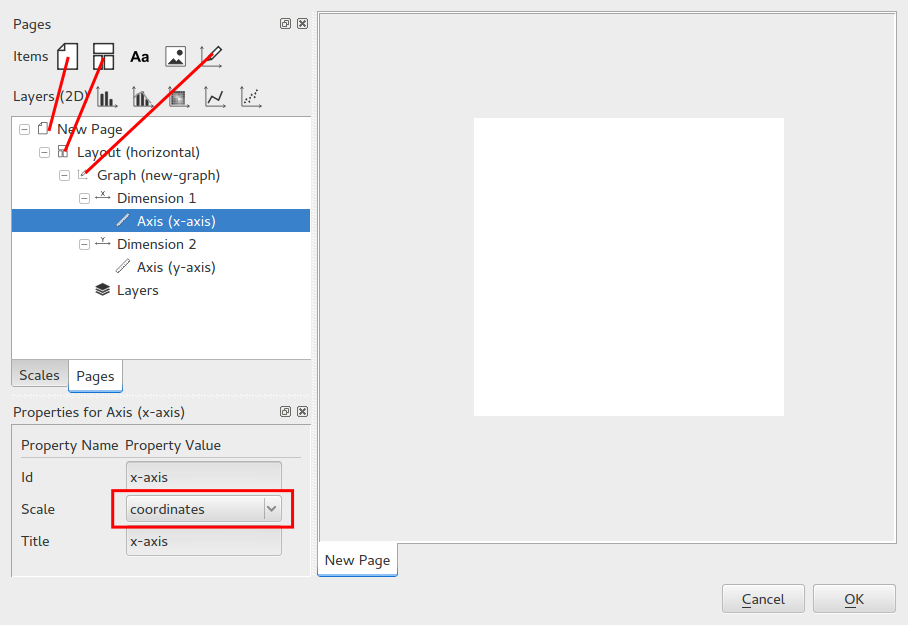 Pages
Items Aa
Layers (2D)
New Page
Layout (horizontal)
Graph (new-graph)
X Dimension 1
Axis (x-axis)
Y Dimension 2
Axis (y-axis)
Layers
Scales Pages
Properties for Axis (x-axis)
Property Name Property Value
Id x-axis
Scale coordinates
Title x-axis
New Page
Cancel OK